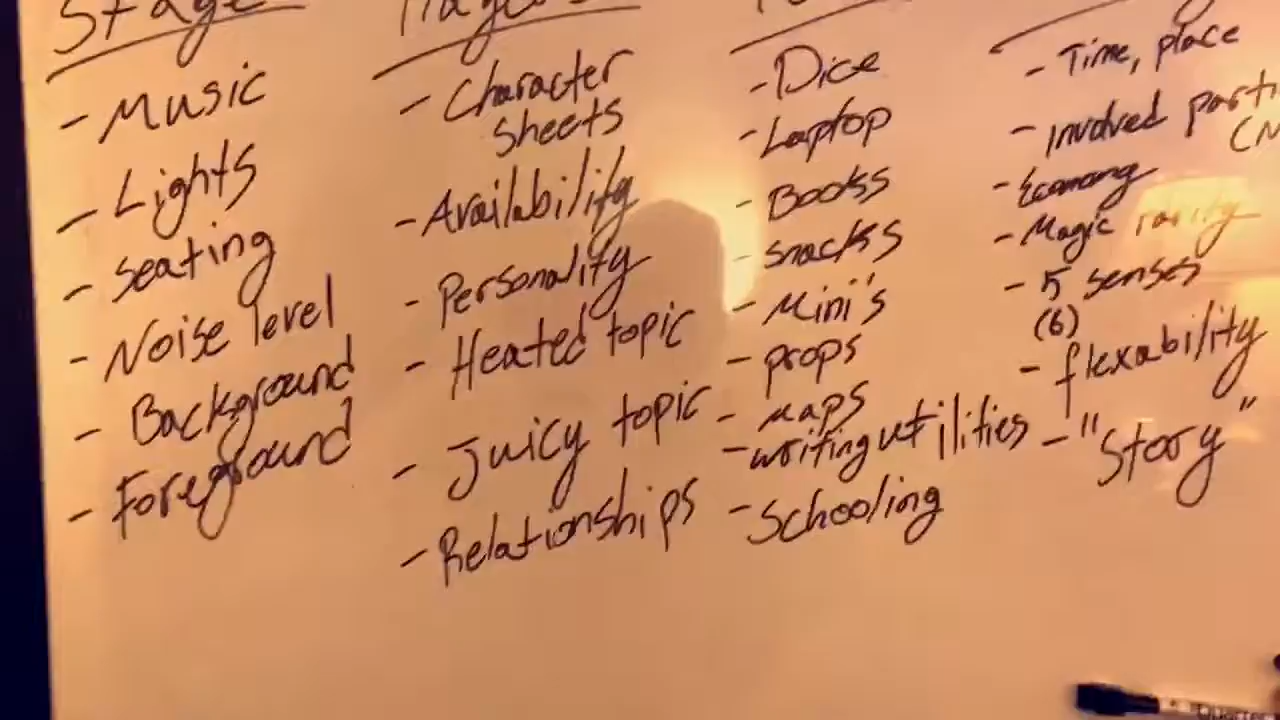 Stage
- Music
- Lights
- Seating
- Noise level
- Background
- Foreground
- Character
Sheets
- Availability
- Personality
- Heated topic
- Juicy topic
- Relationships
- Dice
- Laptop
- Books
- Snacks
- Mini's
- props
- Maps
- writing utilities
- Schooling
- Time, place
- involved
- Economy
- Magic rarity
- 5 senses
(6)
- flexability
- "Story"